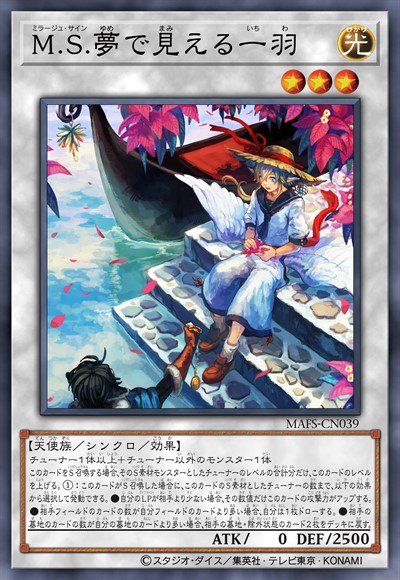 ミラージュ・サイン ゆめ まみ いち わ
M.S.夢で見える一羽
ひかり
光
MAFS-CN039
てんし ぞく こう か
【天使族／シンクロ／効果】
チューナー1体以上＋チューナー以外のモンスター1体
このカードをS召喚する場合、そのS素材モンスターとしたチューナーのレベルの合計分だけ、このカードのレベル
を上げる。①：このカードがS召喚した場合に、このカードのS素材としたチューナーの数まで、以下の効果
から選択して発動できる。●自分のLPが相手より少ない場合、その数値だけこのカードの攻撃力がアップする。
●相手フィールドのカードの数が自分フィールドのカードより多い場合、自分は1枚ドローする。●相手の
墓地のカードの数が自分の墓地のカードより多い場合、相手の墓地・除外状態のカード2枚をデッキに戻す。
ATK/ 0 DEF/2500
©スタジオ・ダイス／集英社・テレビ東京・KONAMI